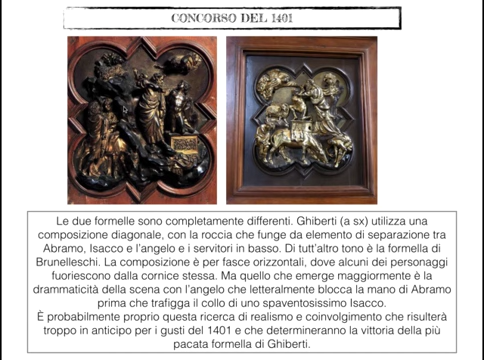 CONCORSO DEL 1401
Le due formelle sono completamente differenti. Ghiberti (a sx) utilizza una
composizione diagonale, con la roccia che funge da elemento di separazione tra
Abramo, Isacco e l'angelo e i servitori in basso. Di tutt'altro tono è la formella di
Brunelleschi. La composizione è per fasce orizzontali, dove alcuni dei personaggi
fuoriescono dalla cornice stessa. Ma quello che emerge maggiormente è la
drammaticità della scena con l'angelo che letteralmente blocca la mano di Abramo
prima che trafigga il collo di uno spaventosissimo Isacco.
È probabilmente proprio questa ricerca di realismo e coinvolgimento che risulterà
troppo in anticipo per i gusti del 1401 e che determineranno la vittoria della più
pacata formella di Ghiberti.